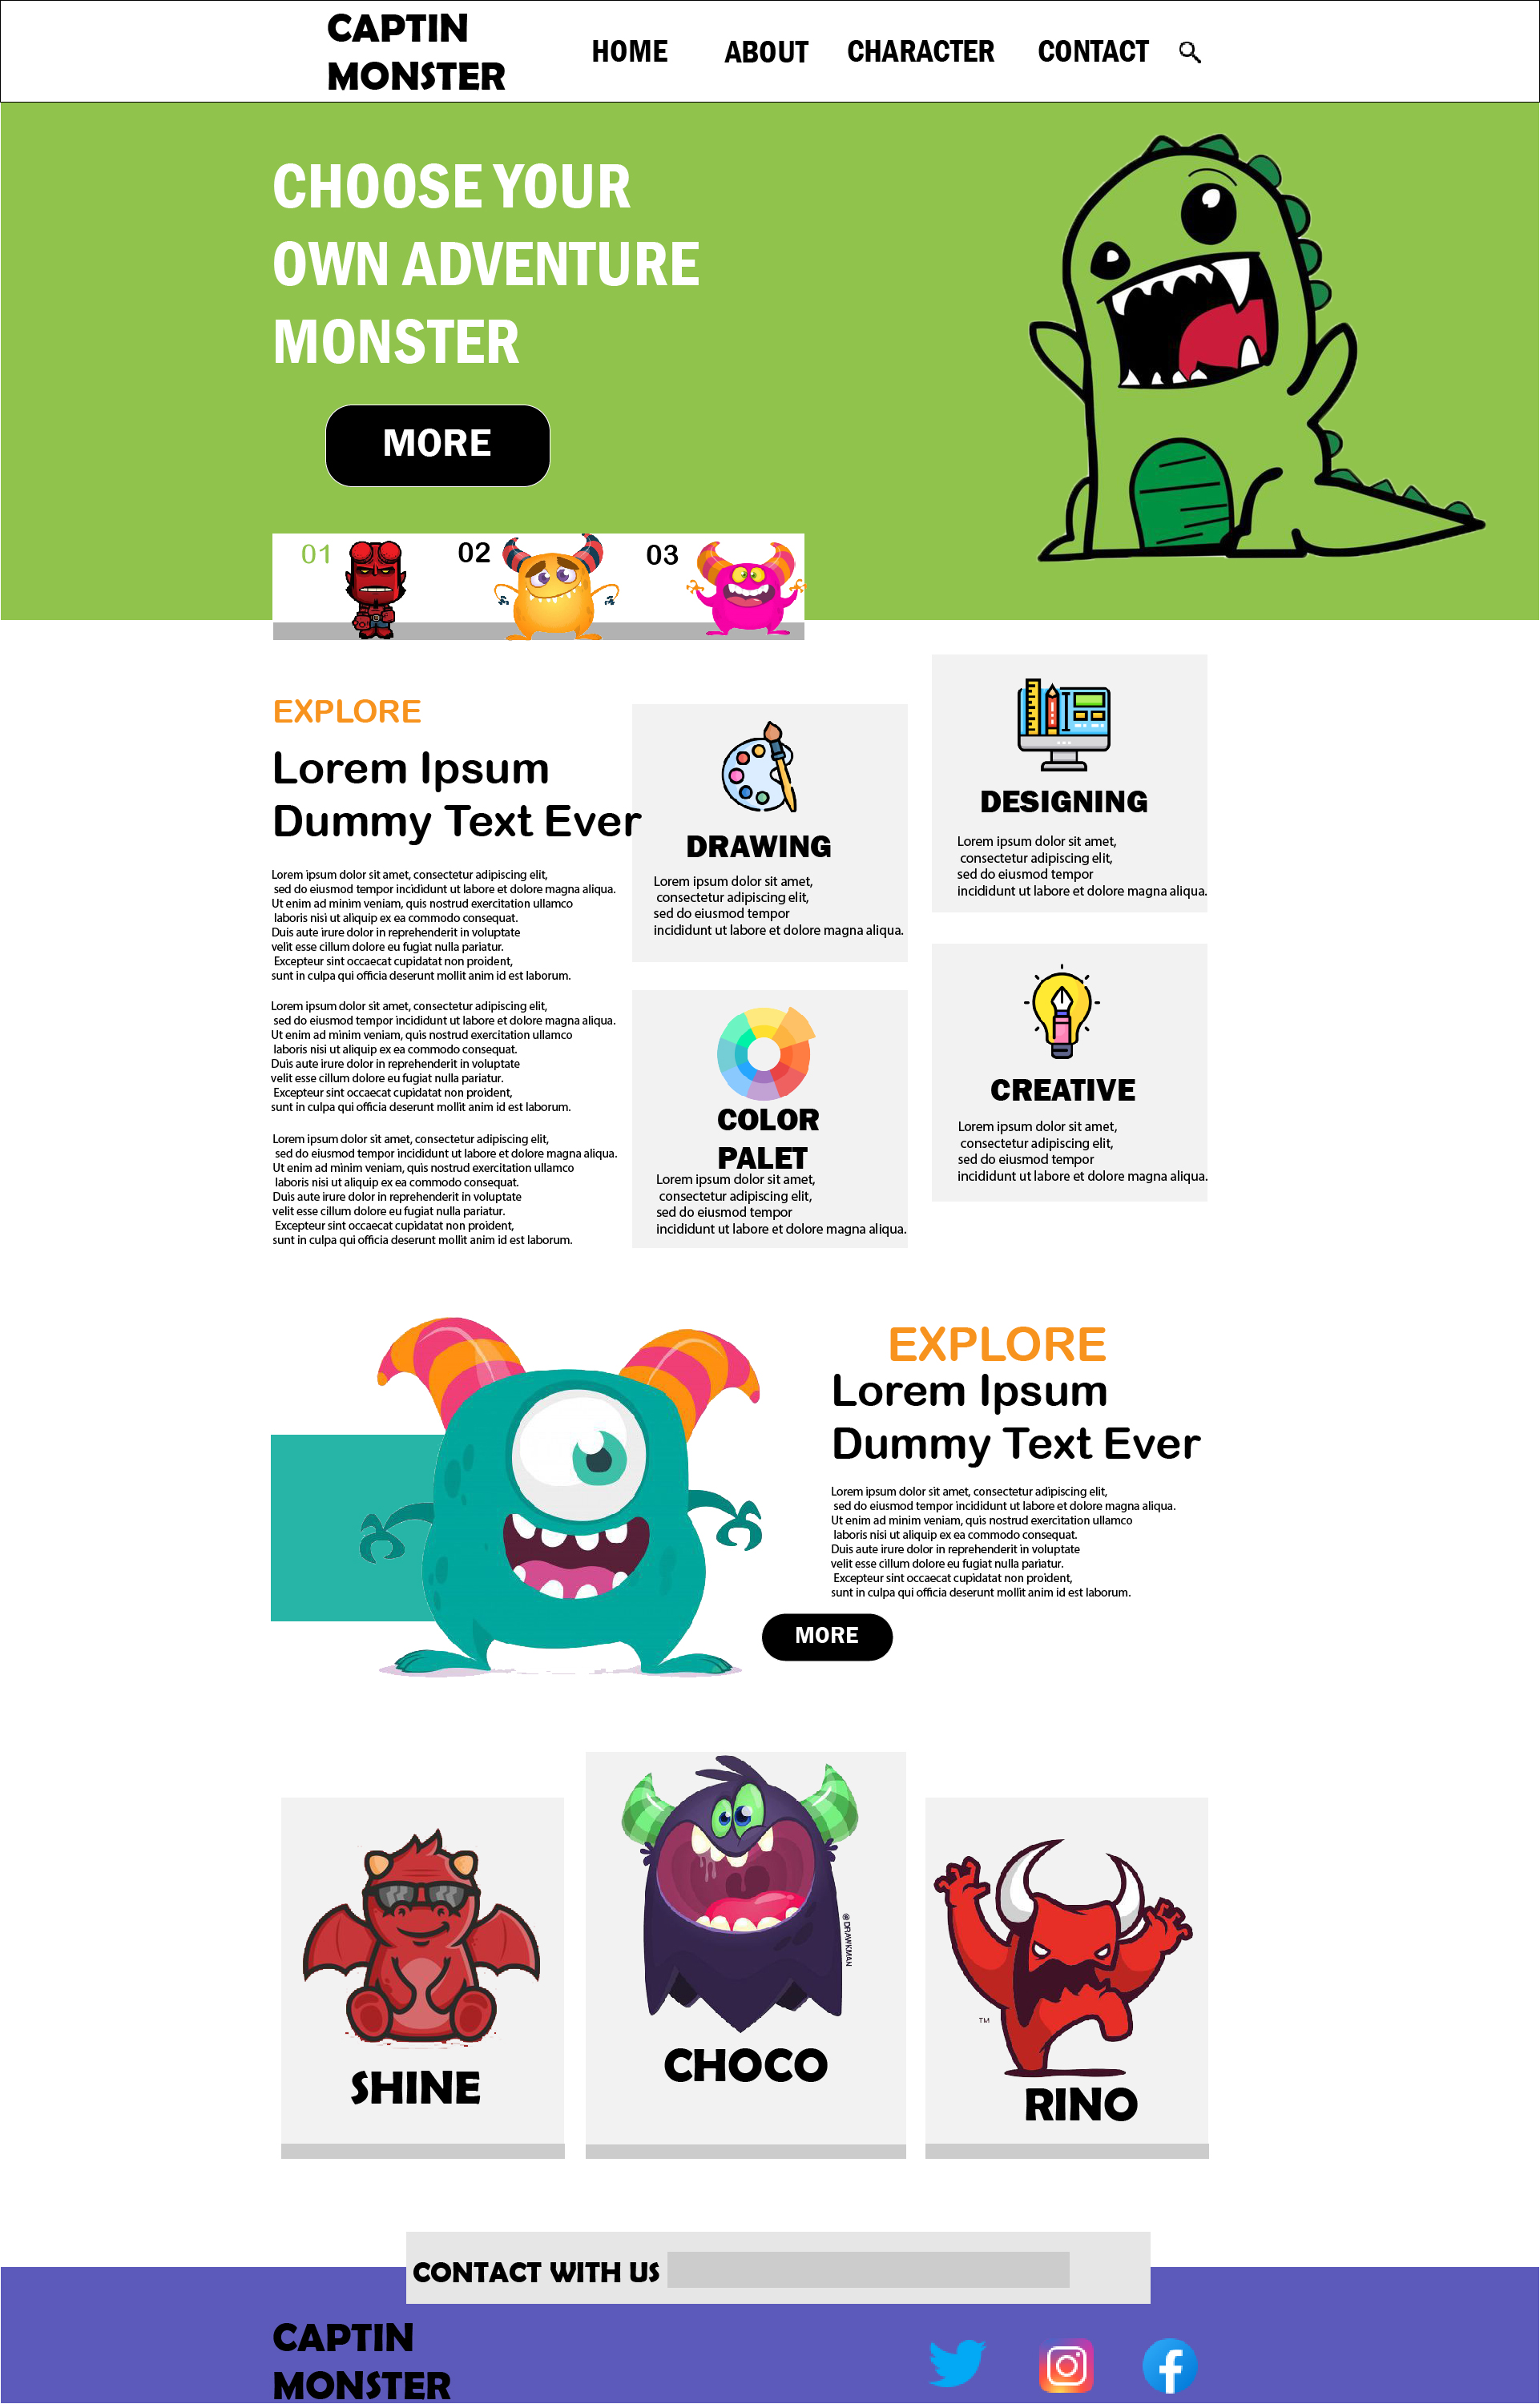 CAPTIN
MONSTER
HOME ABOUT CHARACTER CONTACT
CHOOSE YOUR
OWN ADVENTURE
MONSTER
MORE
01 02 03
EXPLORE
Lorem Ipsum
Dummy Text Ever
Lorem ipsum dolor sit amet, consectetur adipiscing elit,
sed do eiusmod tempor incididunt ut labore et dolore magna aliqua.
Ut enim ad minim veniam, quis nostrud exercitation ullamco
laboris nisi ut aliquip ex ea commodo consequat.
Duis aute irure dolor in reprehenderit in voluptate
velit esse cillum dolore eu fugiat nulla pariatur.
Excepteur sint occaecat cupidatat non proident,
sunt in culpa qui officia deserunt mollit anim id est laborum.
Lorem ipsum dolor sit amet, consectetur adipiscing elit,
sed do eiusmod tempor incididunt ut labore et dolore magna aliqua.
Ut enim ad minim veniam, quis nostrud exercitation ullamco
laboris nisi ut aliquip ex ea commodo consequat.
Duis aute irure dolor in reprehenderit in voluptate
velit esse cillum dolore eu fugiat nulla pariatur.
Excepteur sint occaecat cupidatat non proident,
sunt in culpa qui officia deserunt mollit anim id est laborum.
Lorem ipsum dolor sit amet, consectetur adipiscing elit,
sed do eiusmod tempor incididunt ut labore et dolore magna aliqua.
Ut enim ad minim veniam, quis nostrud exercitation ullamco
laboris nisi ut aliquip ex ea commodo consequat.
Duis aute irure dolor in reprehenderit in voluptate
velit esse cillum dolore eu fugiat nulla pariatur.
Excepteur sint occaecat cupidatat non proident,
sunt in culpa qui officia deserunt mollit anim id est laborum.
DRAWING
Lorem ipsum dolor sit amet,
consectetur adipiscing elit,
sed do eiusmod tempor
incididunt ut labore et dolore magna aliqua.
DESIGNING
Lorem ipsum dolor sit amet,
consectetur adipiscing elit,
sed do eiusmod tempor
incididunt ut labore et dolore magna aliqua.
COLOR
PALET
Lorem ipsum dolor sit amet,
consectetur adipiscing elit,
sed do eiusmod tempor
incididunt ut labore et dolore magna aliqua.
CREATIVE
Lorem ipsum dolor sit amet,
consectetur adipiscing elit,
sed do eiusmod tempor
incididunt ut labore et dolore magna aliqua.
EXPLORE
Lorem Ipsum
Dummy Text Ever
Lorem ipsum dolor sit amet, consectetur adipiscing elit,
sed do eiusmod tempor incididunt ut labore et dolore magna aliqua.
Ut enim ad minim veniam, quis nostrud exercitation ullamco
laboris nisi ut aliquip ex ea commodo consequat.
Duis aute irure dolor in reprehenderit in voluptate
velit esse cillum dolore eu fugiat nulla pariatur.
Excepteur sint occaecat cupidatat non proident,
sunt in culpa qui officia deserunt mollit anim id est laborum.
MORE
SHINE
®DRAWKMAN
CHOCO
TM
RINO
CONTACT WITH US
CAPTIN
MONSTER